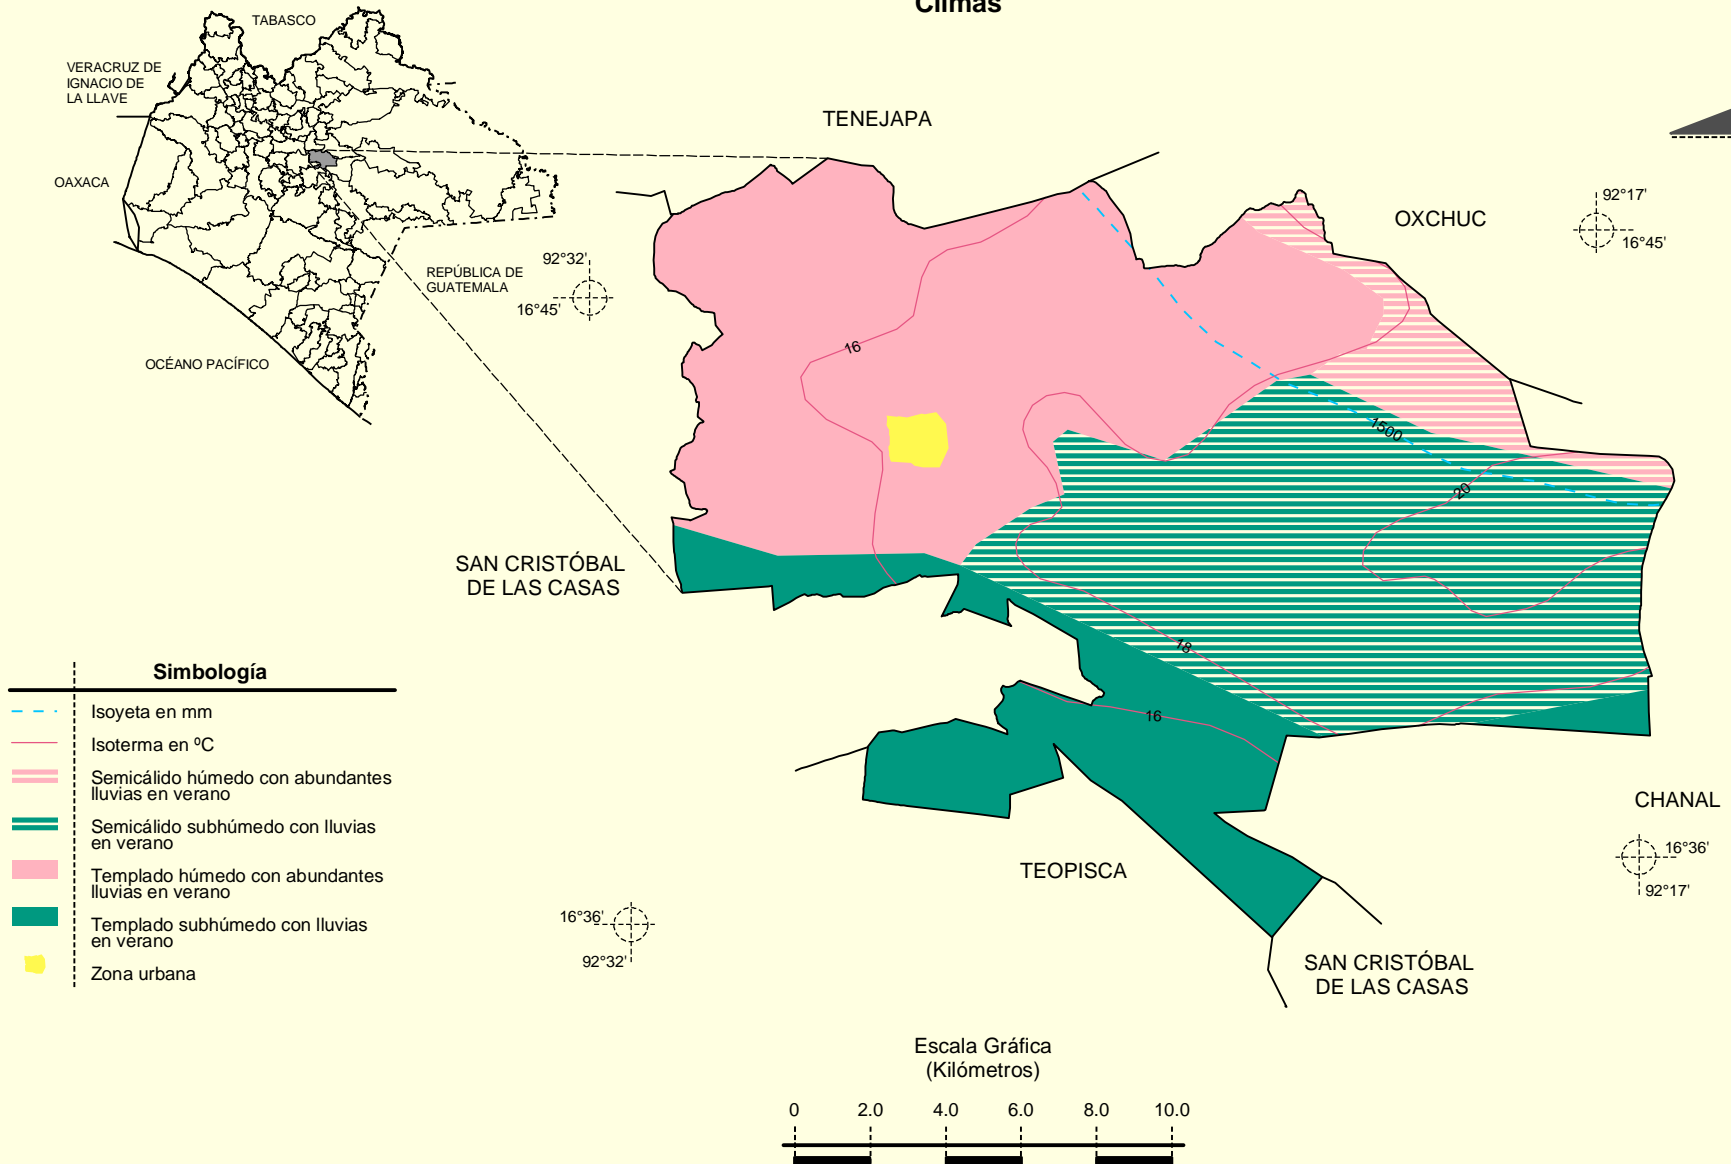 Climas
TABASCO
VERACRUZ DE
IGNACIO DE
LA LLAVE
OAXACA
REPÚBLICA DE
GUATEMALA
OCÉANO PACÍFICO
TENEJAPA
OXCHUC
92°17'
16°45'
92°32'
16°45'
16
1500
20
18
16
SAN CRISTÓBAL
DE LAS CASAS
TEOPISCA
CHANAL
16°36'
92°17'
16°36'
92°32'
SAN CRISTÓBAL
DE LAS CASAS
Simbología
Isoyeta en mm
Isoterma en ºC
Semicálido húmedo con abundantes
lluvias en verano
Semicálido subhúmedo con lluvias
en verano
Templado húmedo con abundantes
lluvias en verano
Templado subhúmedo con lluvias
en verano
Zona urbana
Escala Gráfica
(Kilómetros)
0 2.0 4.0 6.0 8.0 10.0